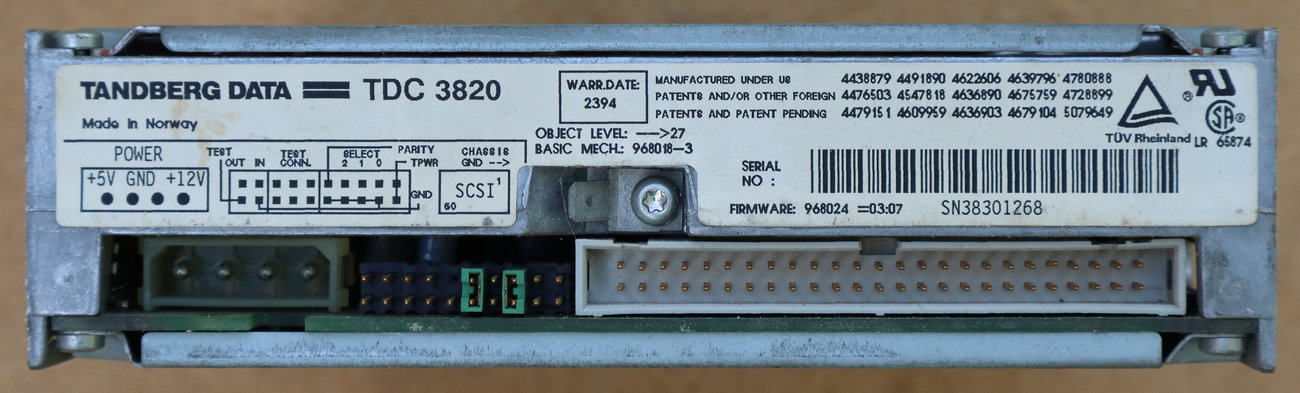 TANDBERG DATA TDC 3820
Made in Norway
WARR.DATE:
2394
MANUFACTURED UNDER US 4438879 4491890 4622606 4639796 4780888
PATENTS AND/OR OTHER FOREIGN 4476503 4547818 4636890 4675759 4728899
PATENTS AND PATENT PENDING 4479151 4609959 4636903 4679104 5079649
TÜV Rheinland
LR 65874
OBJECT LEVEL: -->27
BASIC MECH.: 968018-3
POWER
+5V GND +12V
TEST
OUT IN
TEST
CONN.
SELECT
2 1 0
PARITY
TPWR
GND
CHASSIS
GND -->
SCSI 1
50
SERIAL
NO :
FIRMWARE: 968024 =03:07 SN38301268